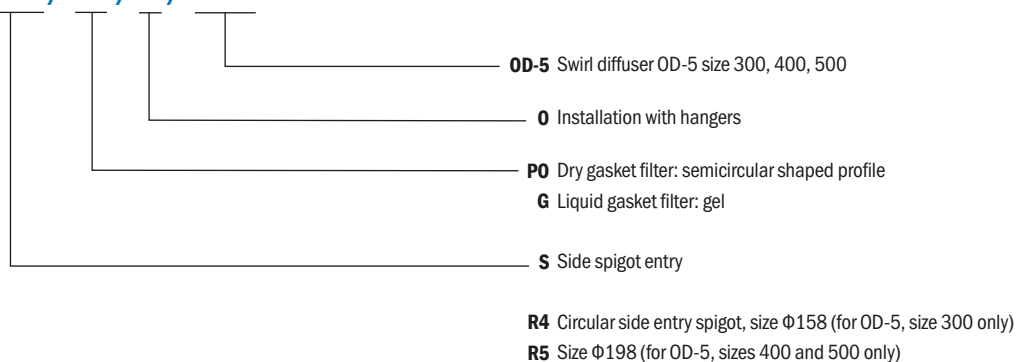 OD-5 Swirl diffuser OD-5 size 300, 400, 500
O Installation with hangers
PO Dry gasket filter: semicircular shaped profile
G Liquid gasket filter: gel
S Side spigot entry
R4 Circular side entry spigot, size Φ158 (for OD-5, size 300 only)
R5 Size Φ198 (for OD-5, sizes 400 and 500 only)